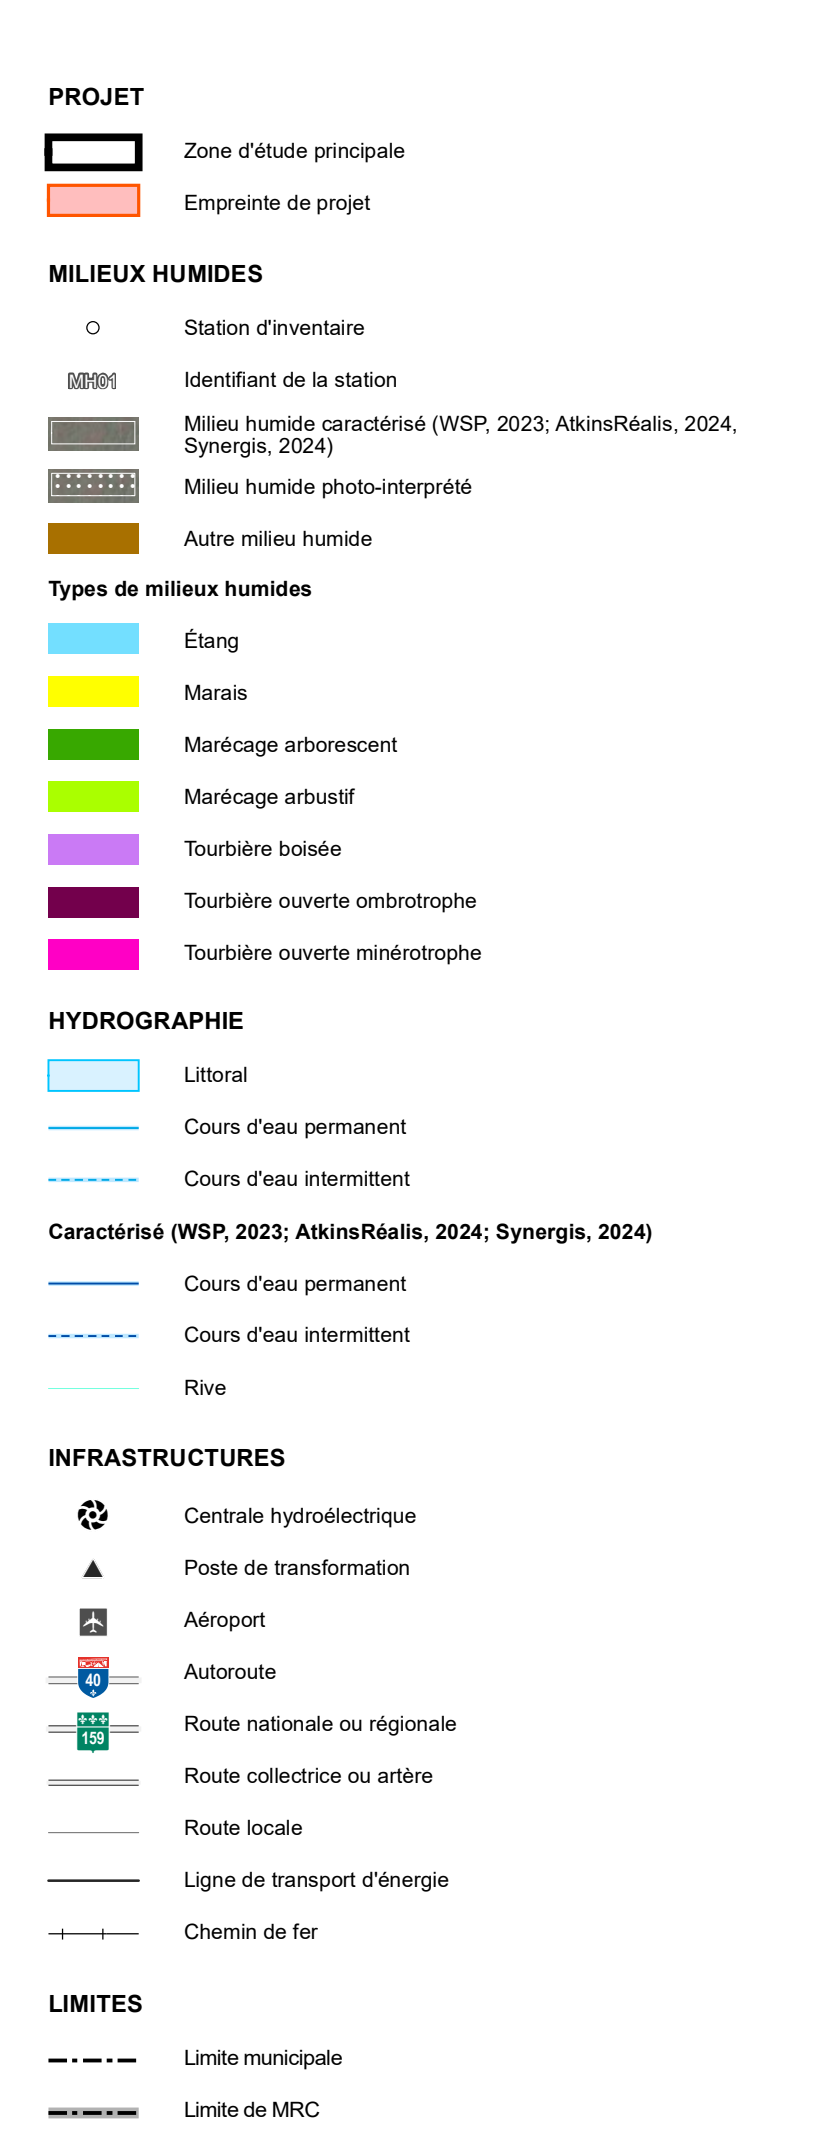 PROJET
Zone d'étude principale
Empreinte de projet
MILIEUX HUMIDES
Station d'inventaire
MH01 Identifiant de la station
Milieu humide caractérisé (WSP, 2023; AtkinsRéalis, 2024,
Synergis, 2024)
Milieu humide photo-interprété
Autre milieu humide
Types de milieux humides
Étang
Marais
Marécage arborescent
Marécage arbustif
Tourbière boisée
Tourbière ouverte ombrotrophe
Tourbière ouverte minérotrophe
HYDROGRAPHIE
Littoral
Cours d'eau permanent
Cours d'eau intermittent
Caractérisé (WSP, 2023; AtkinsRéalis, 2024; Synergis, 2024)
Cours d'eau permanent
Cours d'eau intermittent
Rive
INFRASTRUCTURES
Centrale hydroélectrique
Poste de transformation
Aéroport
40 Autoroute
159 Route nationale ou régionale
Route collectrice ou artère
Route locale
Ligne de transport d'énergie
Chemin de fer
LIMITES
Limite municipale
Limite de MRC